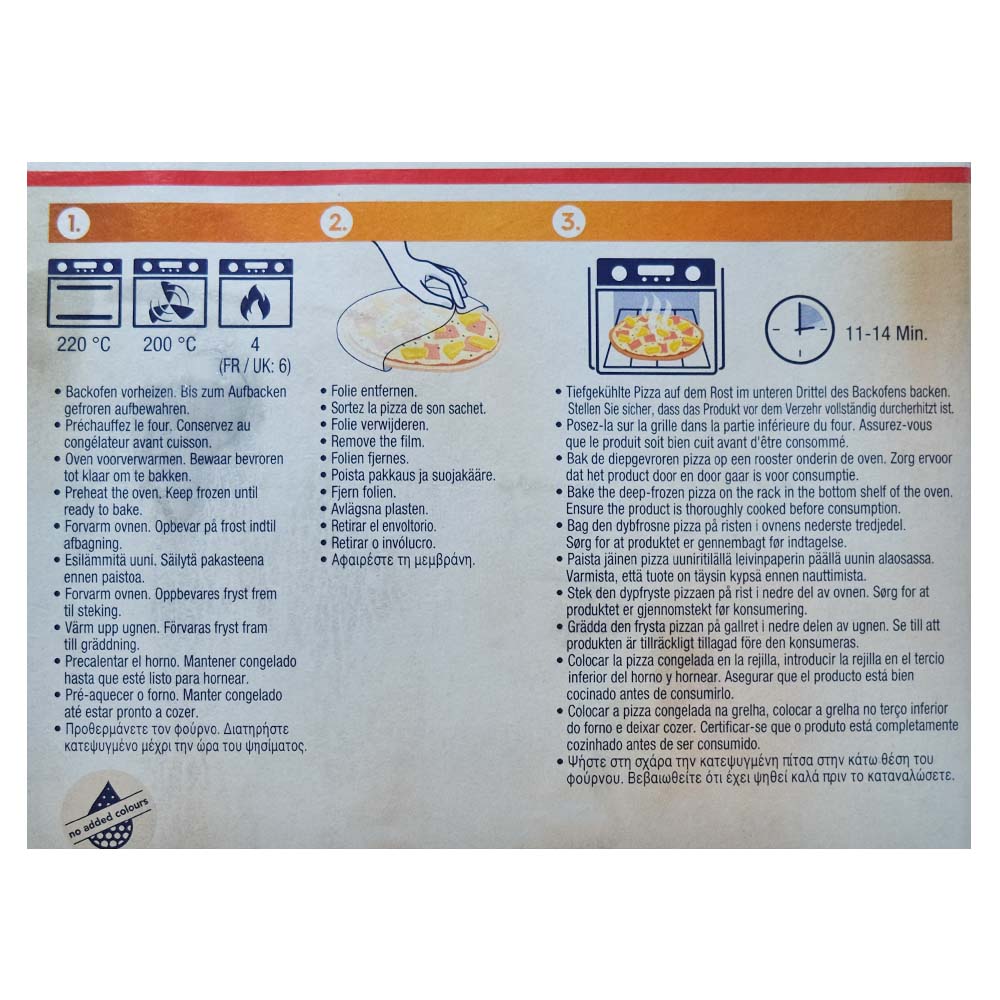 1.
220 °C
200 °C
4
(FR / UK: 6)
• Backofen vorheizen. Bis zum Aufbacken
gefroren aufbewahren.
• Préchauffez le four. Conservez au
congélateur avant cuisson.
• Oven voorverwarmen. Bewaar bevroren
tot klaar om te bakken.
• Preheat the oven. Keep frozen until
ready to bake.
• Forvarm ovnen. Opbevar på frost indtil
afbagning.
• Esilämmitä uuni. Säilytä pakasteena
ennen paistoa.
• Forvarm ovnen. Oppbevares fryst frem
til steking.
• Värm upp ugnen. Förvaras fryst fram
till gräddning.
• Precalentar el horno. Mantener congelado
hasta que esté listo para hornear.
• Pré-aquecer o forno. Manter congelado
até estar pronto a cozer.
• Προθερμάνετε τον φούρνο. Διατηρήστε
κατεψυγμένο μέχρι την ώρα του ψησίματος.
no added colours
2.
• Folie entfernen.
• Sortez la pizza de son sachet.
• Folie verwijderen.
• Remove the film.
• Folien fjernes.
• Poista pakkaus ja suojakääre.
• Fjern folien.
• Avlägsna plasten.
• Retirar el envoltorio.
• Retirar o invólucro.
• Αφαιρέστε τη μεμβράνη.
3.
11-14 Min.
• Tiefgekühlte Pizza auf dem Rost im unteren Drittel des Backofens backen.
Stellen Sie sicher, dass das Produkt vor dem Verzehr vollständig durcherhitzt ist.
• Posez-la sur la grille dans la partie inférieure du four. Assurez-vous
que le produit soit bien cuit avant d'être consommé.
• Bak de diepgevroren pizza op een rooster onderin de oven. Zorg ervoor
dat het product door en door gaar is voor consumptie.
• Bake the deep-frozen pizza on the rack in the bottom shelf of the oven.
Ensure the product is thoroughly cooked before consumption.
• Bag den dybfrosne pizza på risten i ovnens nederste tredjedel.
Sørg for at produktet er gennembagt før indtagelse.
• Paista jäinen pizza uuniritilällä leivinpaperin päällä uunin alaosassa.
Varmista, että tuote on täysin kypsä ennen nauttimista.
• Stek den dypfryste pizzaen på rist i nedre del av ovnen. Sørg for at
produktet er gjennomstekt før konsumering.
• Grädda den frysta pizzan på gallret i nedre delen av ugnen. Se till att
produkten är tillräckligt tillagad före den konsumeras.
• Colocar la pizza congelada en la rejilla, introducir la rejilla en el tercio
inferior del horno y hornear. Asegurar que el producto está bien
cocinado antes de consumirlo.
• Colocar a pizza congelada na grelha, colocar a grelha no terço inferior
do forno e deixar cozer. Certificar-se que o produto está completamente
cozinhado antes de ser consumido.
• Ψήστε στη σχάρα την κατεψυγμένη πίτσα στην κάτω θέση του
φούρνου. Βεβαιωθείτε ότι έχει ψηθεί καλά πριν το καταναλώσετε.